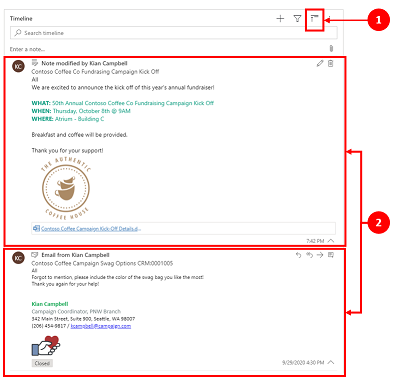 Timeline
1
Search timeline
Enter a note...
KC
Note modified by Kian Campbell
Contoso Coffee Co Fundrasing Campaign Kick Off
All
We are excited to announce the kick off of this year's annual fundraiser!
WHAT: 50th Annual Contoso Coffee Co Fundraising Campaign Kick Off
WHEN: Thursday, October 8th @ 9AM
WHERE: Atrium - Building C
Breakfast and coffee will be provided.
Thank you for your support!
THE AUTHENTIC
COFFEE HOUSE
Contoso Coffee Campaign Kick-Off Details.d...
7:42 PM
2
KC
Email from Kian Campbell
Contoso Coffee Campaign Swag Options CRM:0001005
All
Forgot to mention, please include the color of the swag bag you like the most!
Thank you again for your help!
Kian Campbell
Campaign Coordinator, PNW Branch
342 Main Street, Suite 900, Seattle, WA 98007
(206) 454-9817 / kcampbell@campaign.com
Closed
9/29/2020 4:30 PM